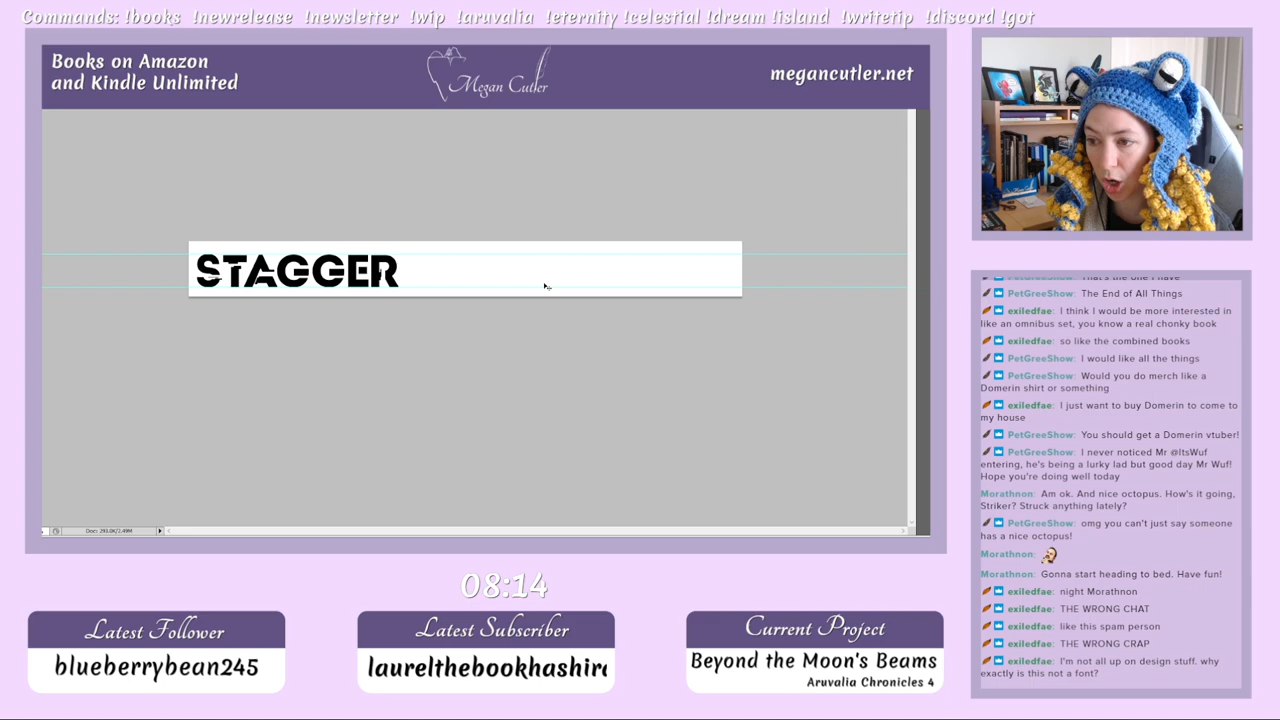 Commands: !books !newrelease !newsletter !wip !aruvalia !eternity !celestial !dream !island !writetip !discord !got
Books on Amazon
and Kindle Unlimited
Megan Cutler
megancutler.net
STAGGER
That's the one I have
PetGreeShow: The End of All Things
exiledfae: I think I would be more interested in
like an omnibus set, you know a real chonky book
exiledfae: so like the combined books
PetGreeShow: I would like all the things
PetGreeShow: Would you do merch like a
Domerin shirt or something
exiledfae: I just want to buy Domerin to come to
my house
PetGreeShow: You should get a Domerin vtuber!
PetGreeShow: I never noticed Mr @ItsWuf
entering, he's being a lurky lad but good day Mr Wuf!
Hope you're doing well today
Morathnon: Am ok. And nice octopus. How's it going,
Striker? Struck anything lately?
PetGreeShow: omg you can't just say someone
has a nice octopus!
Morathnon:
Morathnon: Gonna start heading to bed. Have fun!
exiledfae: night Morathnon
exiledfae: THE WRONG CHAT
exiledfae: like this spam person
exiledfae: THE WRONG CRAP
exiledfae: I'm not all up on design stuff. why
exactly is this not a font?
08:14
Latest Follower
blueberrybean245
Latest Subscriber
laurelthebookhashira
Current Project
Beyond the Moon's Beams
Aruvalia Chronicles 4